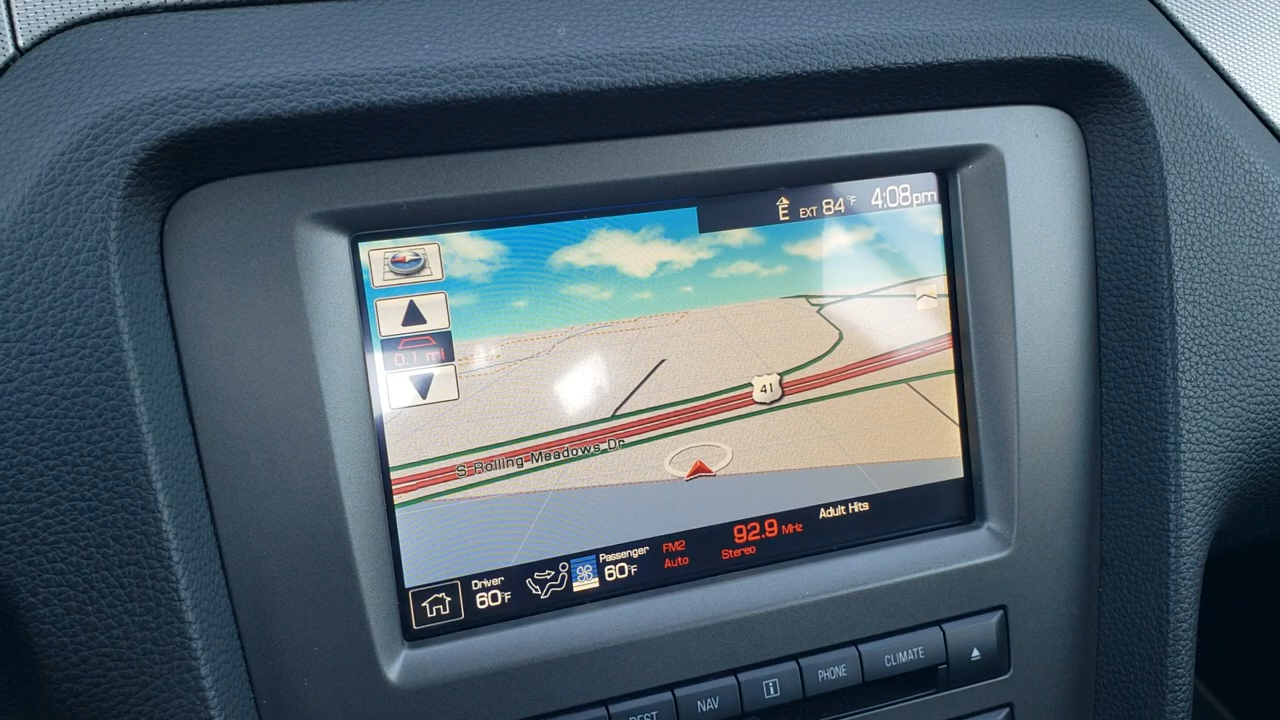 E EXT 84°F 4:08pm
0.1 mi
41
S Rolling Meadows Dr
Adult Hits
Driver
60°F
Passenger
60°F
FM2
Auto
92.9 MHz
Stereo
NAV
i
PHONE
CLIMATE